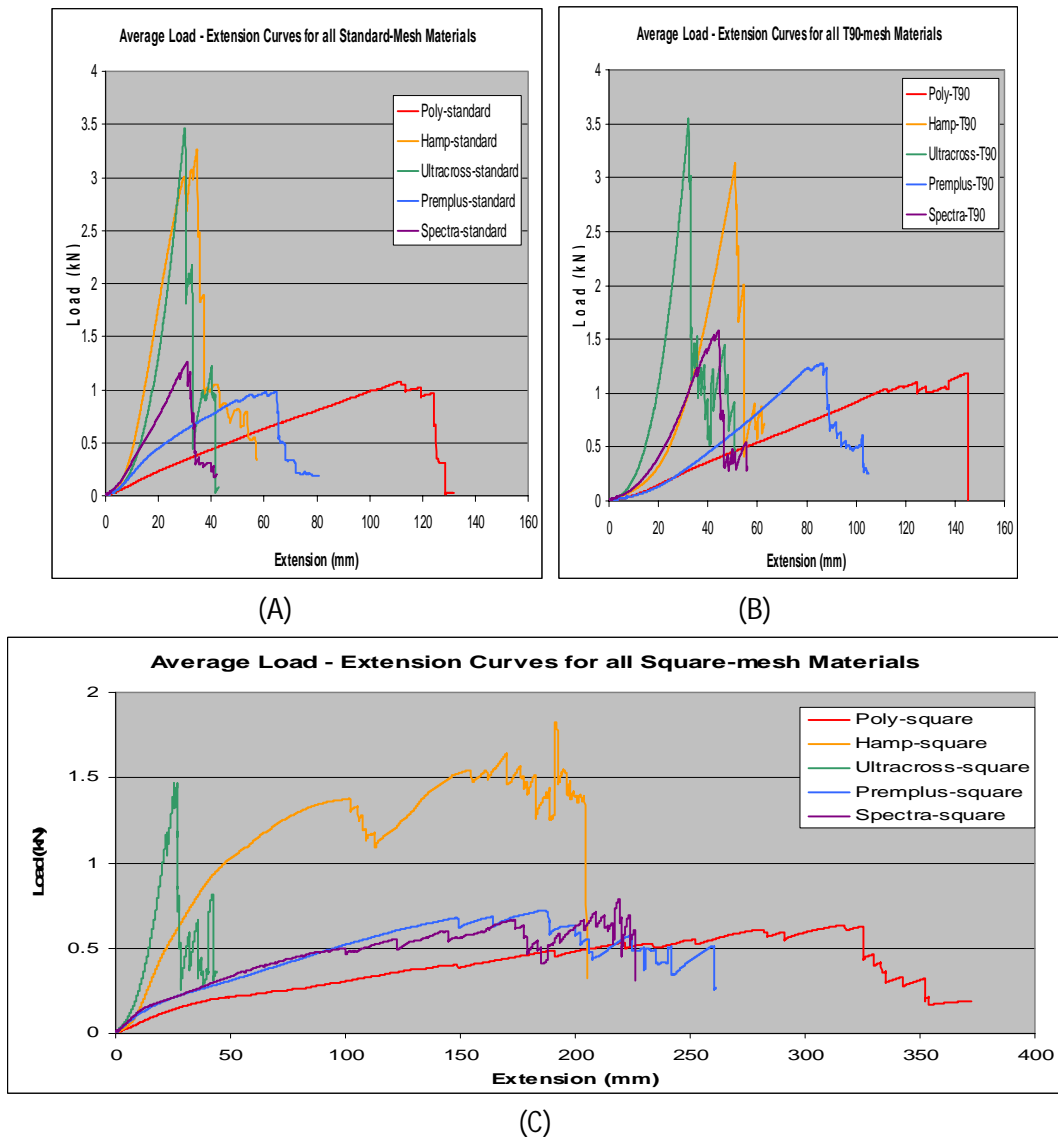 Average Load - Extension Curves for all Standard-Mesh Materials
4
3.5
3
2.5
2
1.5
1
0.5
0
Load (kN)
Poly-standard
Hamp-standard
Ultracross-standard
Premplus-standard
Spectra-standard
0 20 40 60 80 100 120 140 160
Extension (mm)
(A)
Average Load - Extension Curves for all T90-mesh Materials
4
3.5
3
2.5
2
1.5
1
0.5
0
Load (kN)
Poly-T90
Hamp-T90
Ultracross-T90
Premplus-T90
Spectra-T90
0 20 40 60 80 100 120 140 160
Extension (mm)
(B)
Average Load - Extension Curves for all Square-mesh Materials
2
1.5
1
0.5
0
Load(kN)
Poly-square
Hamp-square
Ultracross-square
Premplus-square
Spectra-square
0 50 100 150 200 250 300 350 400
Extension (mm)
(C)